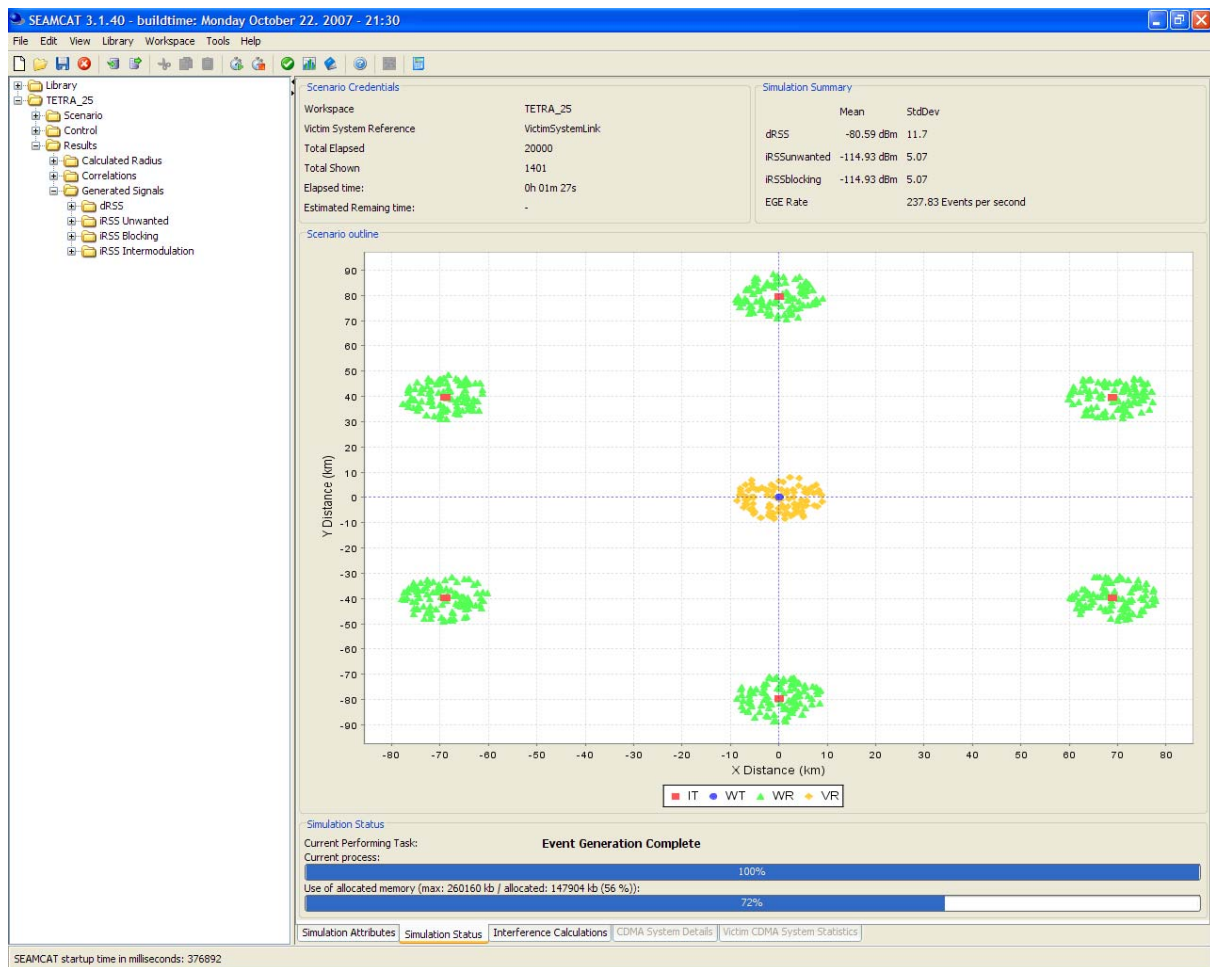 SEAMCAT 3.1.40 - buildtime: Monday October 22. 2007 - 21:30
File Edit View Library Workspace Tools Help
Library
TETRA_25
Scenario
Control
Results
Calculated Radius
Correlations
Generated Signals
dRSS
iRSS Unwanted
iRSS Blocking
iRSS Intermodulation
Scenario Credentials
Workspace TETRA_25
Victim System Reference VictimSystemLink
Total Elapsed 20000
Total Shown 1401
Elapsed time: 0h 01m 27s
Estimated Remaing time: -
Simulation Summary
Mean StdDev
dRSS -80.59 dBm 11.7
iRSSunwanted -114.93 dBm 5.07
iRSSblocking -114.93 dBm 5.07
EGE Rate 237.83 Events per second
Scenario outline
90
80
70
60
50
40
30
20
10
0
-10
-20
-30
-40
-50
-60
-70
-80
-90
Y Distance (km)
-80 -70 -60 -50 -40 -30 -20 -10 0 10 20 30 40 50 60 70 80
X Distance (km)
IT WT WR VR
Simulation Status
Current Performing Task: Event Generation Complete
Current process:
100%
Use of allocated memory (max: 260160 kb / allocated: 147904 kb (56 %)):
72%
Simulation Attributes Simulation Status Interference Calculations CDMA System Details Victim CDMA System Statistics
SEAMCAT startup time in milliseconds: 376892